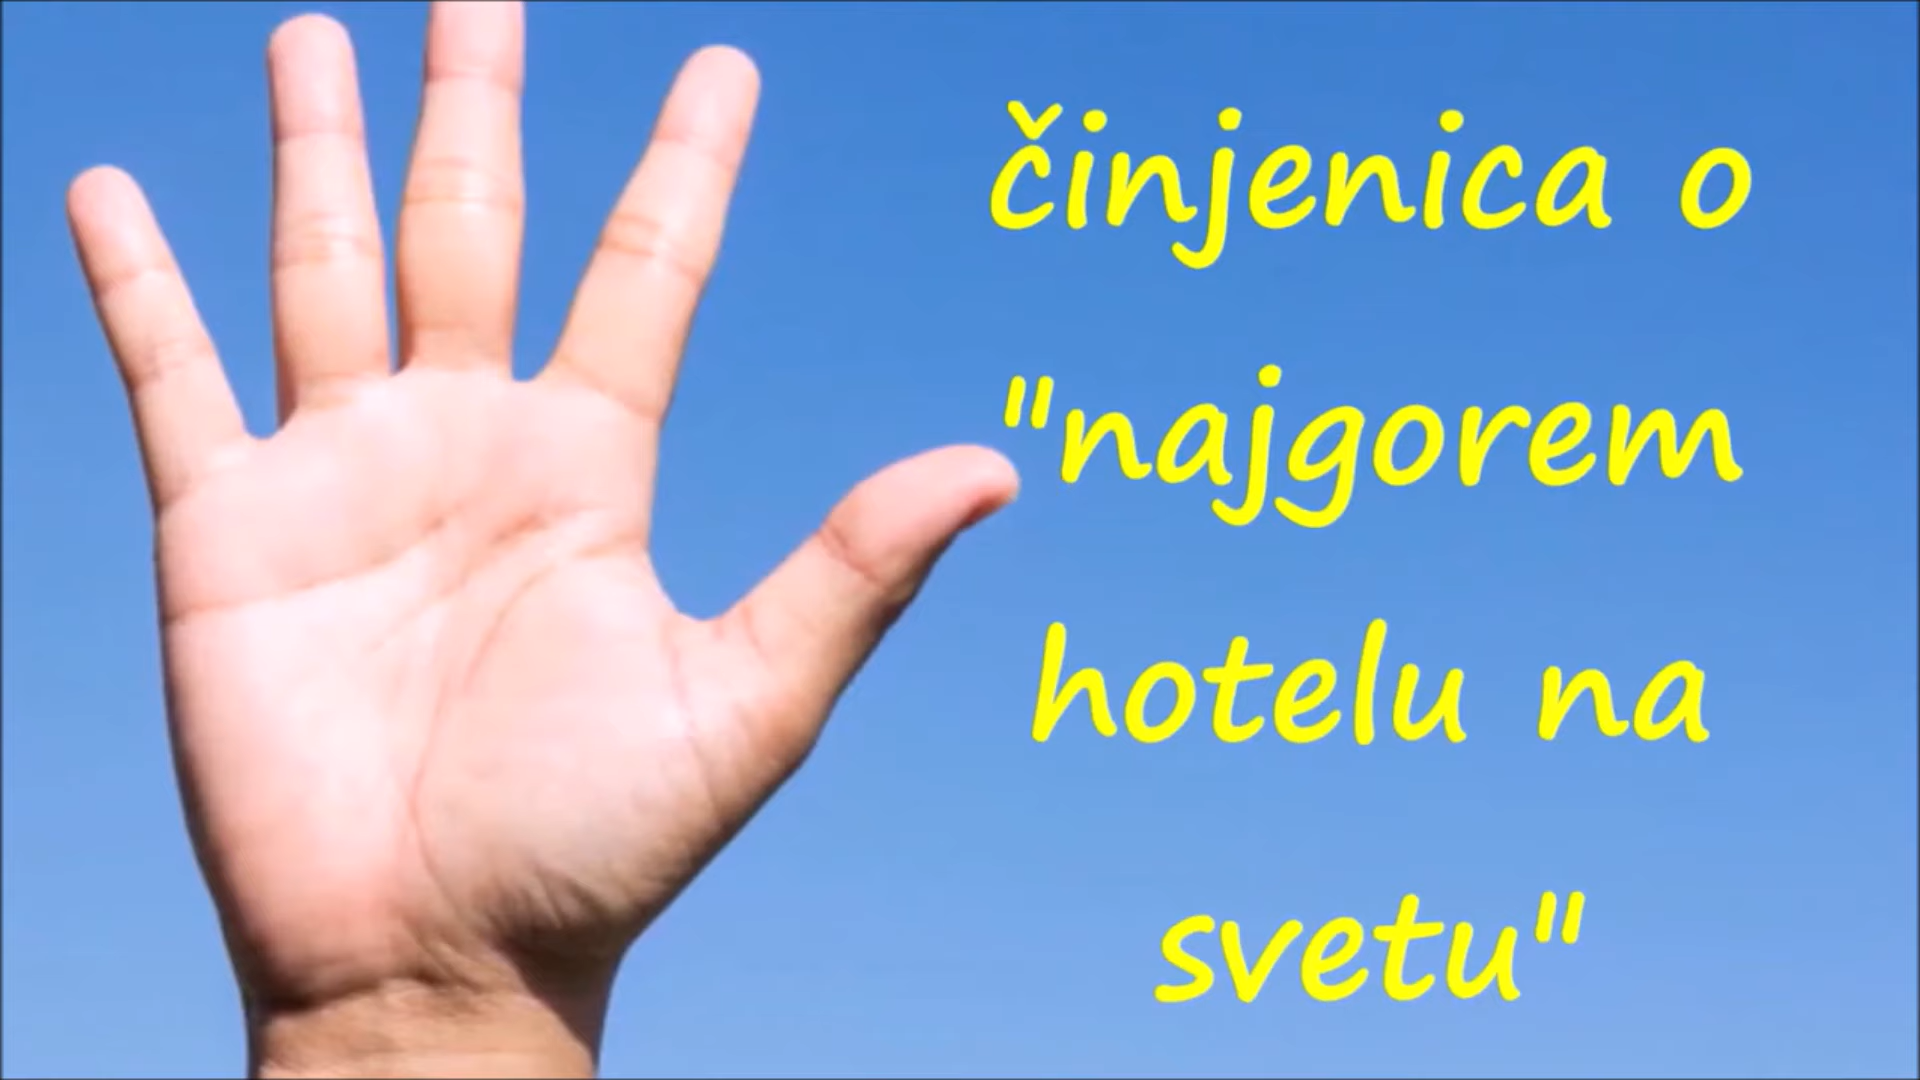 činjenica o
"najgorem
hotelu na
svetu"